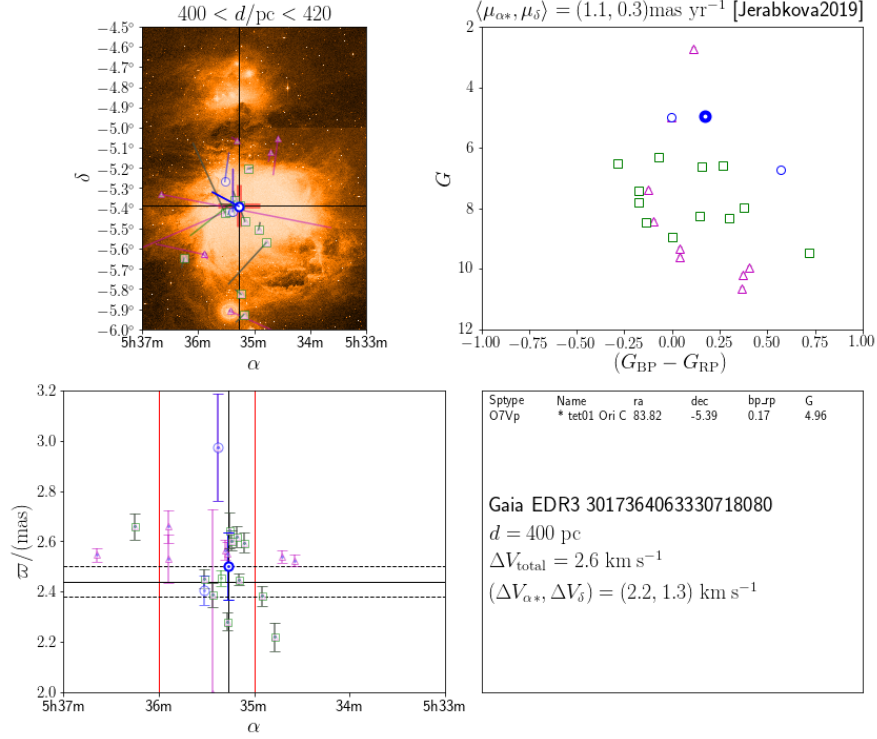 400 < d/pc < 420
−4.5°
−4.6°
−4.7°
−4.8°
−4.9°
−5.0°
−5.1°
−5.2°
−5.3°
−5.4°
−5.5°
−5.6°
−5.7°
−5.8°
−5.9°
−6.0°
δ
5h37m 36m 35m 34m 5h33m
α
⟨μα∗, μδ⟩ = (1.1, 0.3)mas yr⁻¹ [Jerabkova2019]
2
4
6
8
10
12
G
−1.00 −0.75 −0.50 −0.25 0.00 0.25 0.50 0.75 1.00
(GBP − GRP)
3.2
3.0
2.8
2.6
2.4
2.2
2.0
ϖ/(mas)
5h37m 36m 35m 34m 5h33m
α
Sptype Name ra dec bp_rp G
O7Vp * tet01 Ori C 83.82 -5.39 0.17 4.96
Gaia EDR3 3017364063330718080
d = 400 pc
ΔVtotal = 2.6 km s⁻¹
(ΔVα∗, ΔVδ) = (2.2, 1.3) km s⁻¹